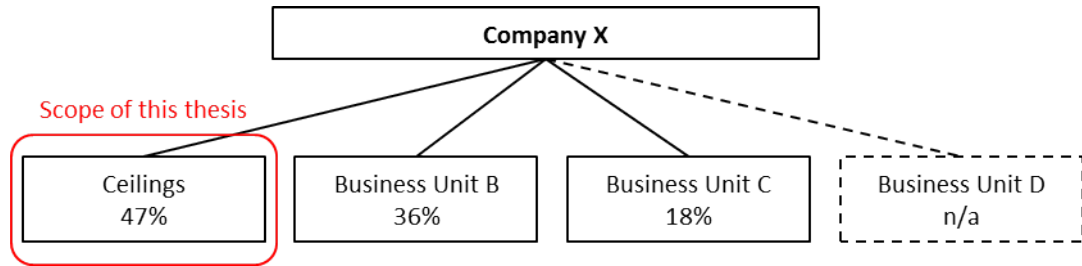 Company X
Scope of this thesis
Ceilings
47%
Business Unit B
36%
Business Unit C
18%
Business Unit D
n/a